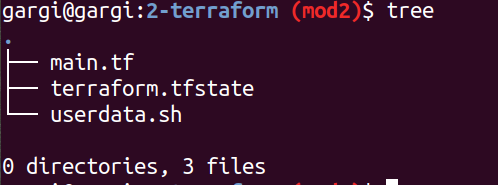 gargi@gargi:2-terraform (mod2)$ tree
.
├── main.tf
├── terraform.tfstate
└── userdata.sh
0 directories, 3 files